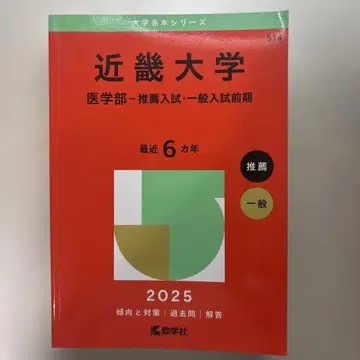 大学赤本シリーズ
514
近畿大学
医学部－推薦入試・一般入試前期
最近 6 カ年
推薦
一般
2025
傾向と対策｜過去問｜解答
教学社